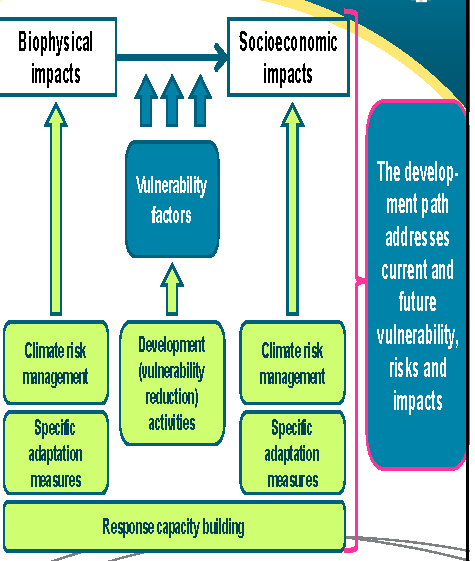 Biophysical
impacts
Socioeconomic
impacts
Vulnerability
factors
The develop-
ment path
addresses
current and
future
vulnerability,
risks and
impacts
Climate risk
management
Development
(vulnerability
reduction)
activities
Climate risk
management
Specific
adaptation
measures
Specific
adaptation
measures
Response capacity building